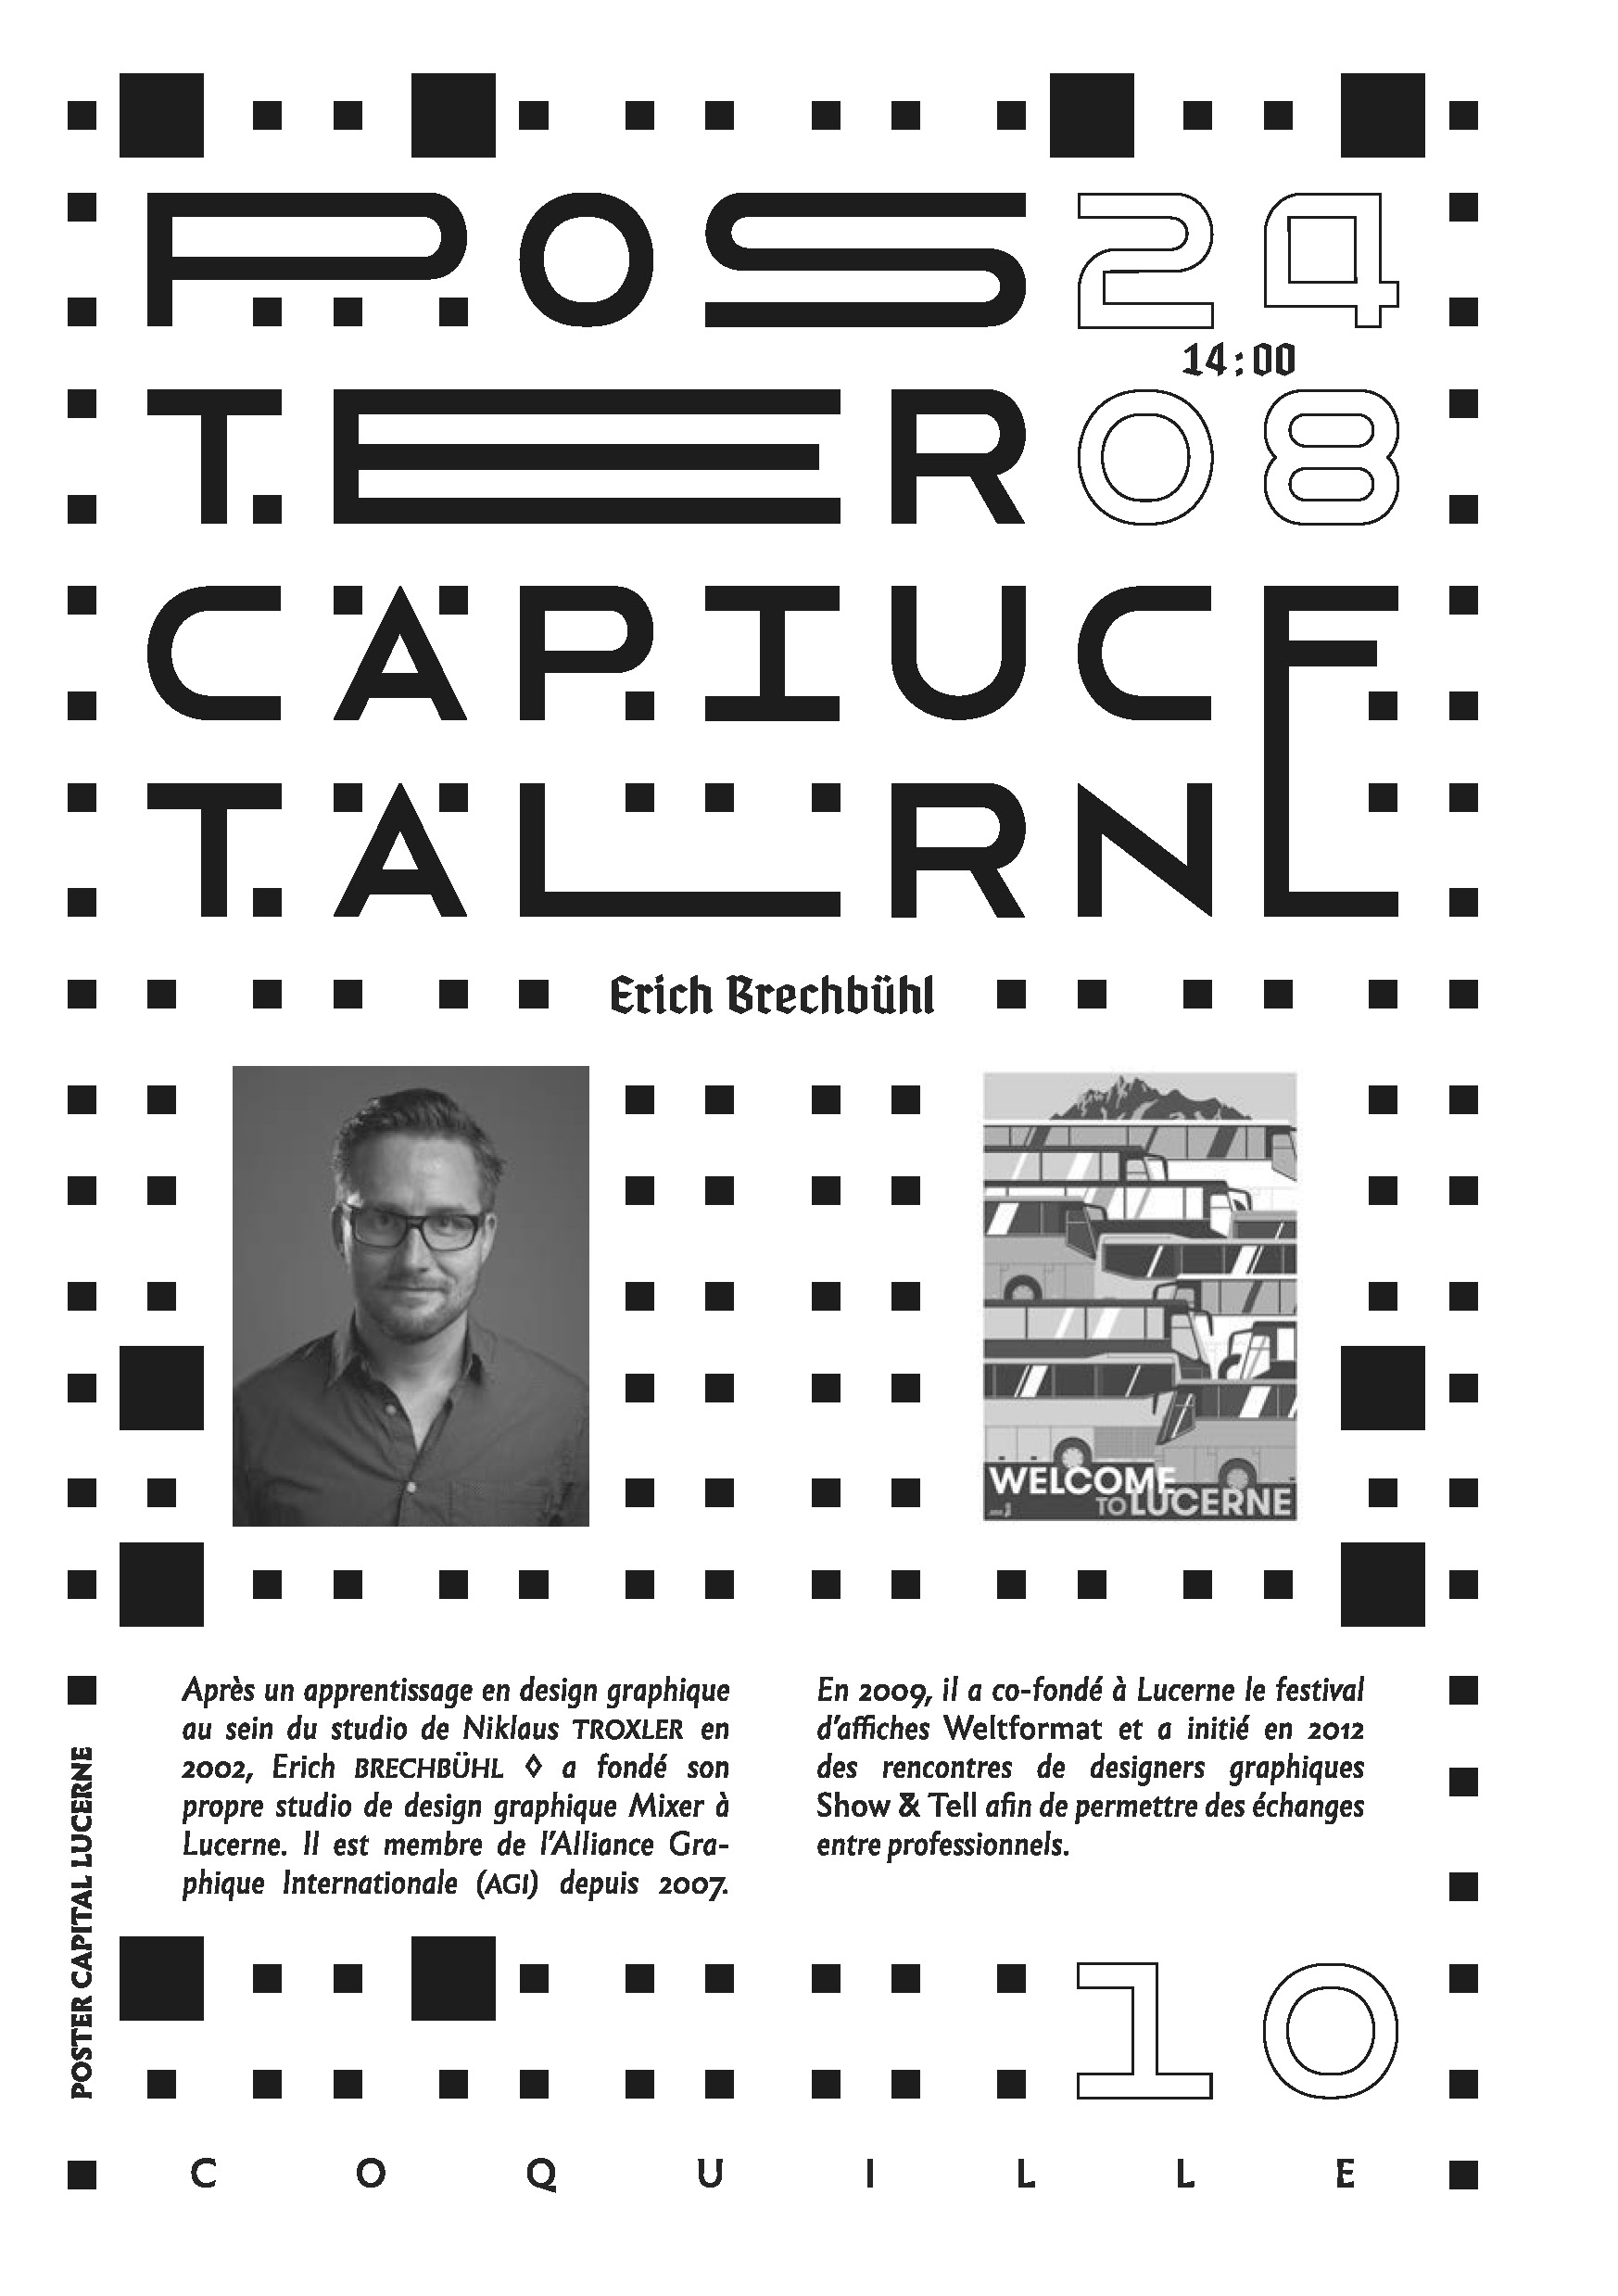 POS 24
14:00
TER 08
CAPIUCE
TALRNE
Erich Brechbühl
WELCOME
TO LUCERNE
Après un apprentissage en design graphique
au sein du studio de Niklaus TROXLER en
2002, Erich BRECHBÜHL ◊ a fondé son
propre studio de design graphique Mixer à
Lucerne. Il est membre de l’Alliance Gra-
phique Internationale (AGI) depuis 2007.
En 2009, il a co-fondé à Lucerne le festival
d’affiches Weltformat et a initié en 2012
des rencontres de designers graphiques
Show & Tell afin de permettre des échanges
entre professionnels.
POSTER CAPITAL LUCERNE
10
COQUILLE